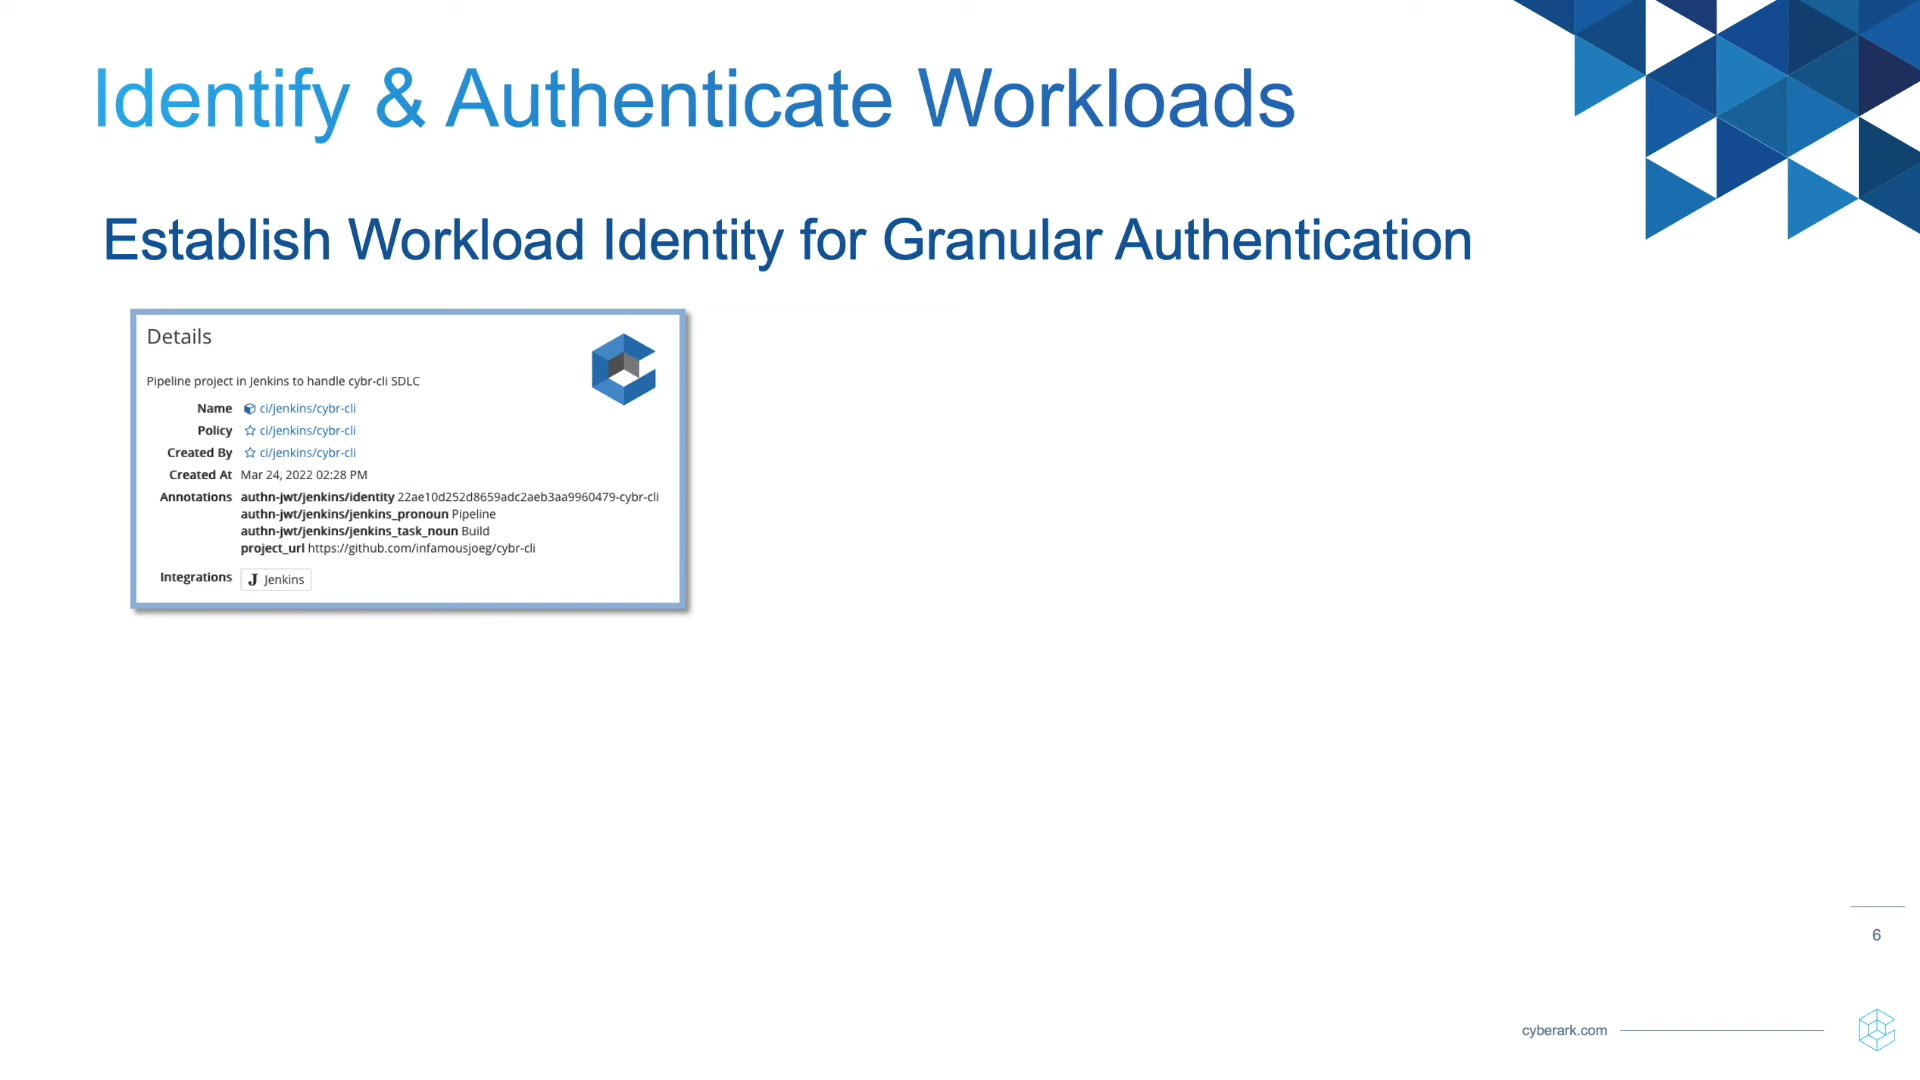 Identify & Authenticate Workloads
Establish Workload Identity for Granular Authentication
Details
Pipeline project in Jenkins to handle cybr-cli SDLC
Name ci/jenkins/cybr-cli
Policy ci/jenkins/cybr-cli
Created By ci/jenkins/cybr-cli
Created At Mar 24, 2022 02:28 PM
Annotations authn-jwt/jenkins/identity 22ae10d252d8659adc2aeb3aa9960479-cybr-cli
authn-jwt/jenkins/jenkins_pronoun Pipeline
authn-jwt/jenkins/jenkins_task_noun Build
project_url https://github.com/infamousjoeg/cybr-cli
Integrations J Jenkins
6
cyberark.com